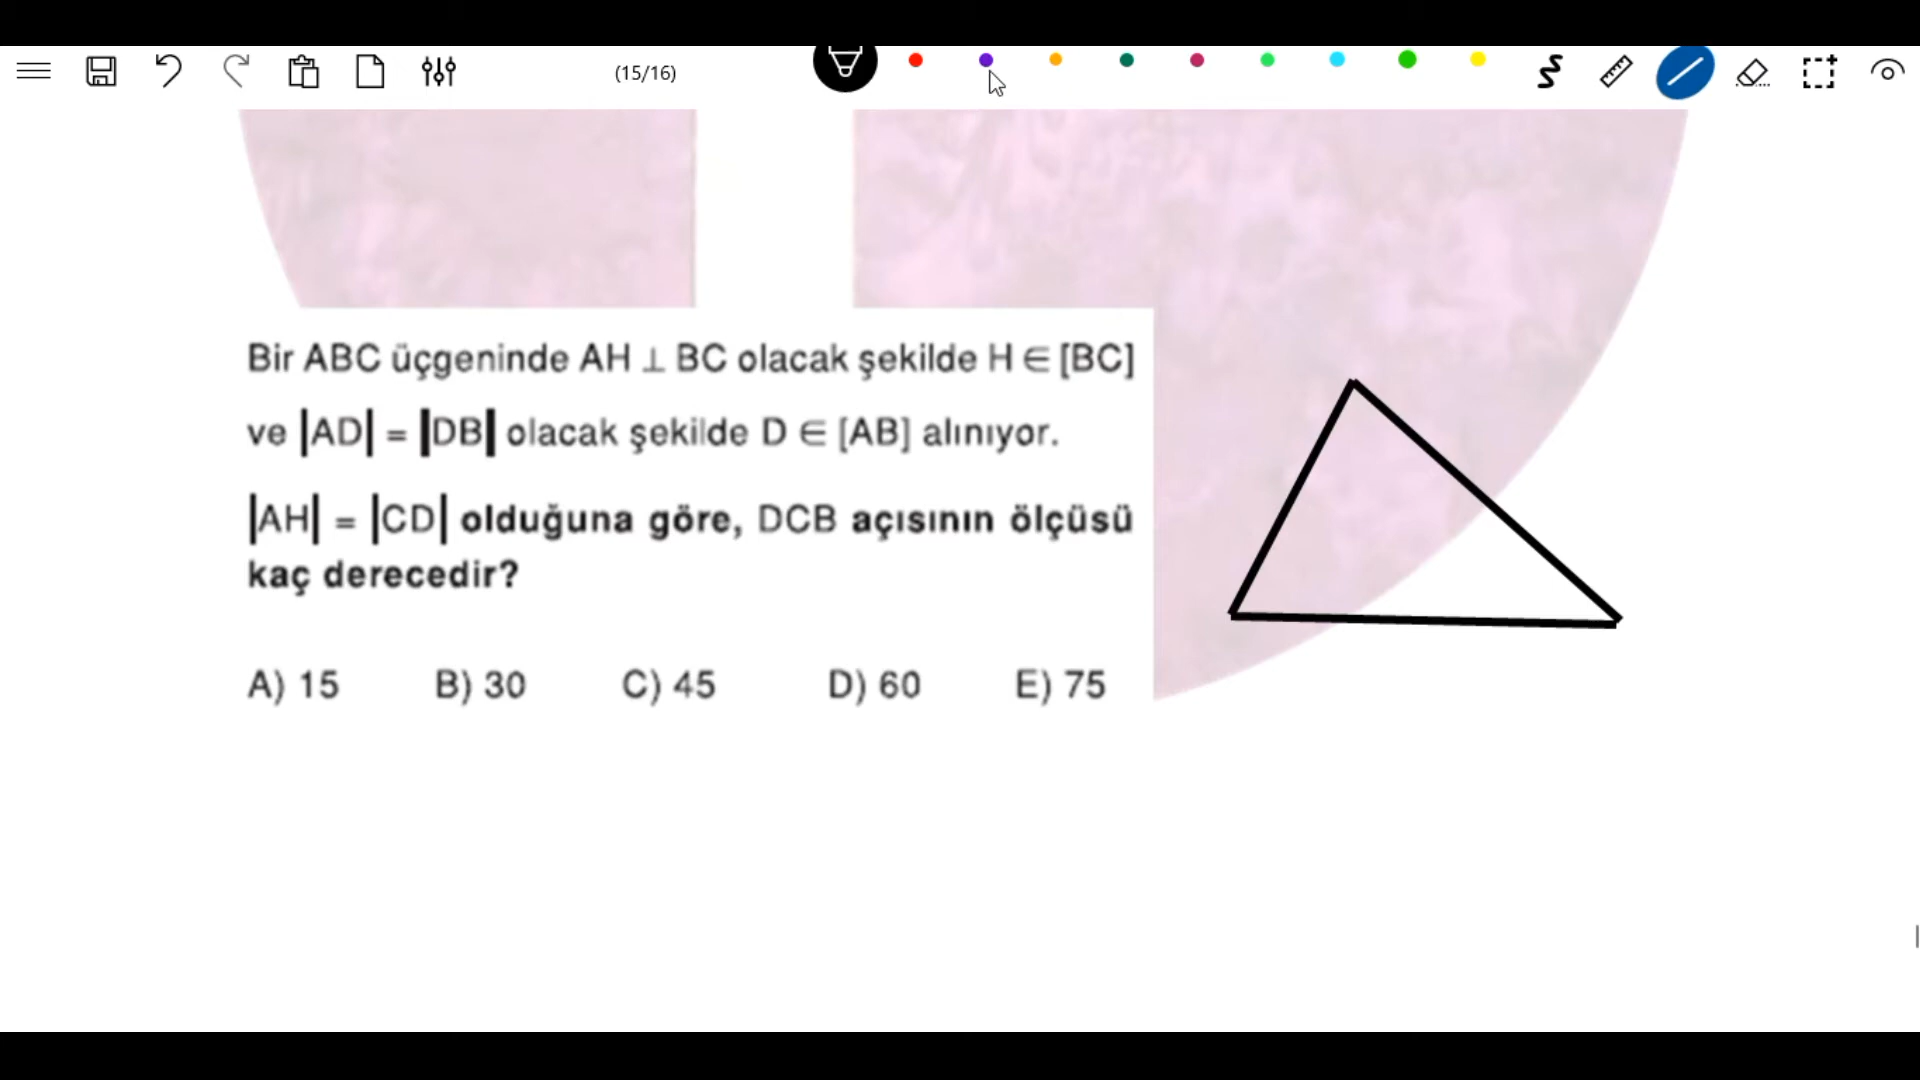 (15/16)
Bir ABC üçgeninde AH ⊥ BC olacak şekilde H ∈ [BC]
ve |AD| = |DB| olacak şekilde D ∈ [AB] alınıyor.
|AH| = |CD| olduğuna göre, DCB açısının ölçüsü
kaç derecedir?
A) 15 B) 30 C) 45 D) 60 E) 75